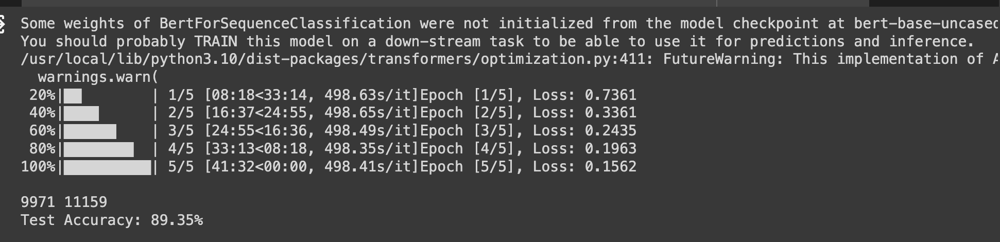 Some weights of BertForSequenceClassification were not initialized from the model checkpoint at bert-base-uncased
You should probably TRAIN this model on a down-stream task to be able to use it for predictions and inference.
/usr/local/lib/python3.10/dist-packages/transformers/optimization.py:411: FutureWarning: This implementation of A
  warnings.warn(
 20%|██        | 1/5 [08:18<33:14, 498.63s/it]Epoch [1/5], Loss: 0.7361
 40%|████      | 2/5 [16:37<24:55, 498.65s/it]Epoch [2/5], Loss: 0.3361
 60%|██████    | 3/5 [24:55<16:36, 498.49s/it]Epoch [3/5], Loss: 0.2435
 80%|████████  | 4/5 [33:13<08:18, 498.35s/it]Epoch [4/5], Loss: 0.1963
100%|██████████| 5/5 [41:32<00:00, 498.41s/it]Epoch [5/5], Loss: 0.1562
9971 11159
Test Accuracy: 89.35%